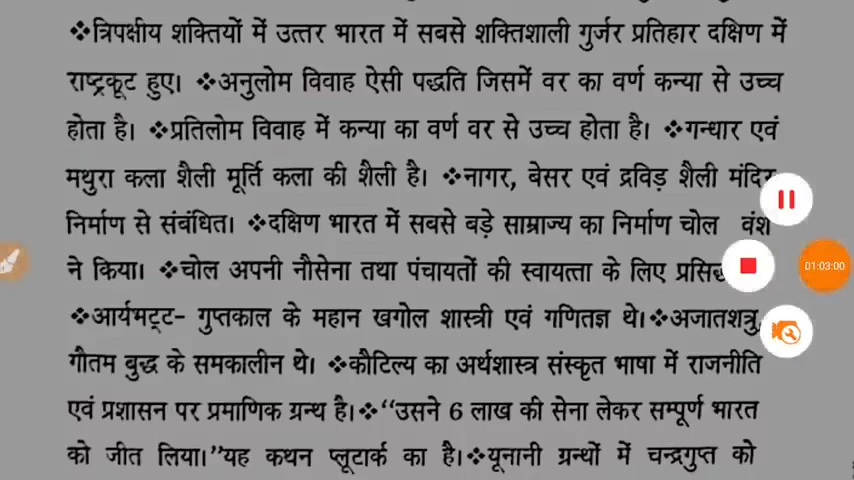 ❖त्रिपक्षीय शक्तियों में उत्तर भारत में सबसे शक्तिशाली गुर्जर प्रतिहार दक्षिण में
राष्ट्रकूट हुए। ❖अनुलोम विवाह ऐसी पद्धति जिसमें वर का वर्ण कन्या से उच्च
होता है। ❖प्रतिलोम विवाह में कन्या का वर्ण वर से उच्च होता है। ❖गन्धार एवं
मथुरा कला शैली मूर्ति कला की शैली है। ❖नागर, बेसर एवं द्रविड़ शैली मंदिर
निर्माण से संबंधित। ❖दक्षिण भारत में सबसे बड़े साम्राज्य का निर्माण चोल वंश
ने किया। ❖चोल अपनी नौसेना तथा पंचायतों की स्वायत्ता के लिए
01:03:00
❖आर्यभट्ट- गुप्तकाल के महान खगोल शास्त्री एवं गणितज्ञ थे।❖अजातशत्रु,
गौतम बुद्ध के समकालीन थे। ❖कौटिल्य का अर्थशास्त्र संस्कृत भाषा में राजनीति
एवं प्रशासन पर प्रमाणिक ग्रन्थ है।❖“उसने 6 लाख की सेना लेकर सम्पूर्ण भारत
को जीत लिया।”यह कथन प्लूटार्क का है।❖यूनानी ग्रन्थों में चन्द्रगुप्त को